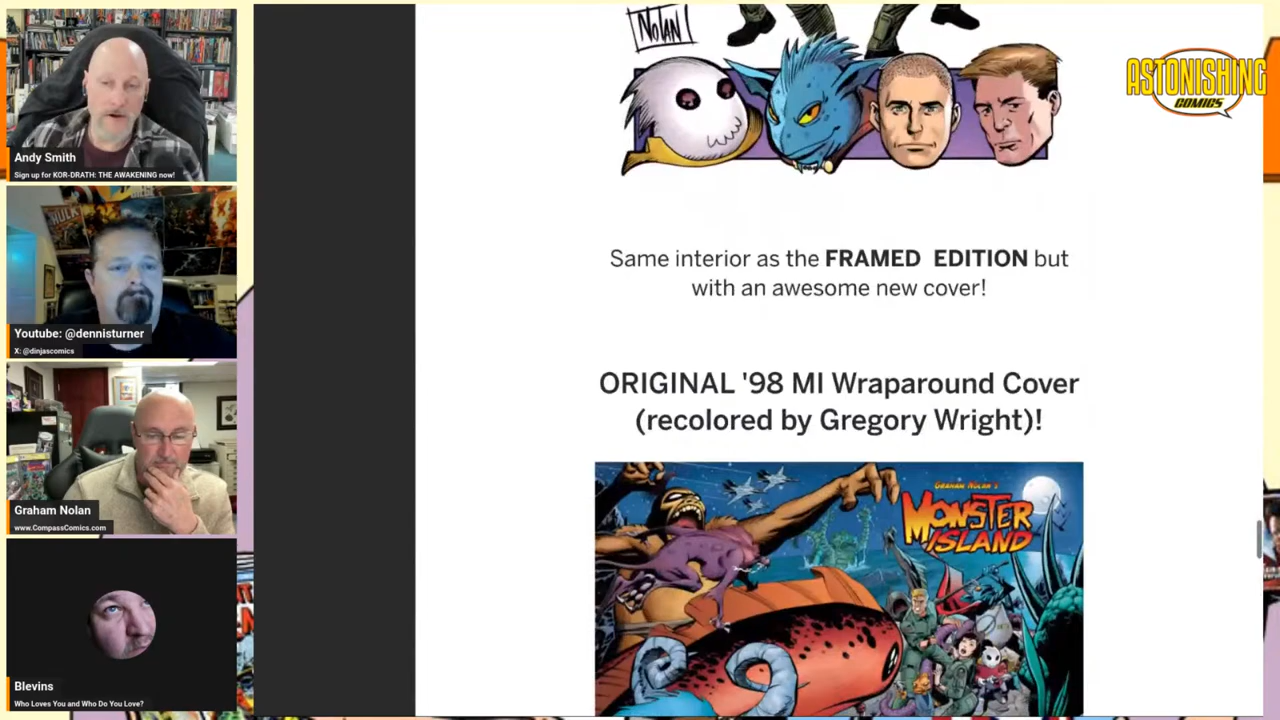 Andy Smith
Sign up for KOR-DRATH: THE AWAKENING now!
HULK
Youtube: @dennisturner
X: @dinjascomics
Graham Nolan
www.CompassComics.com
Blevins
Who Loves You and Who Do You Love?
NOLAN
Same interior as the FRAMED EDITION but
with an awesome new cover!
ORIGINAL '98 MI Wraparound Cover
(recolored by Gregory Wright)!
GRAHAM NOLAN'S
MONSTER
ISLAND
ASTONISHING
COMICS